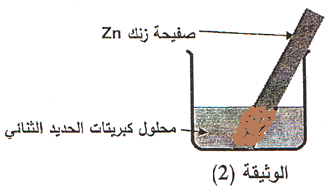 صفيحة زنك Zn
محلول كبريتات الحديد الثنائي
الوثيقة (2)